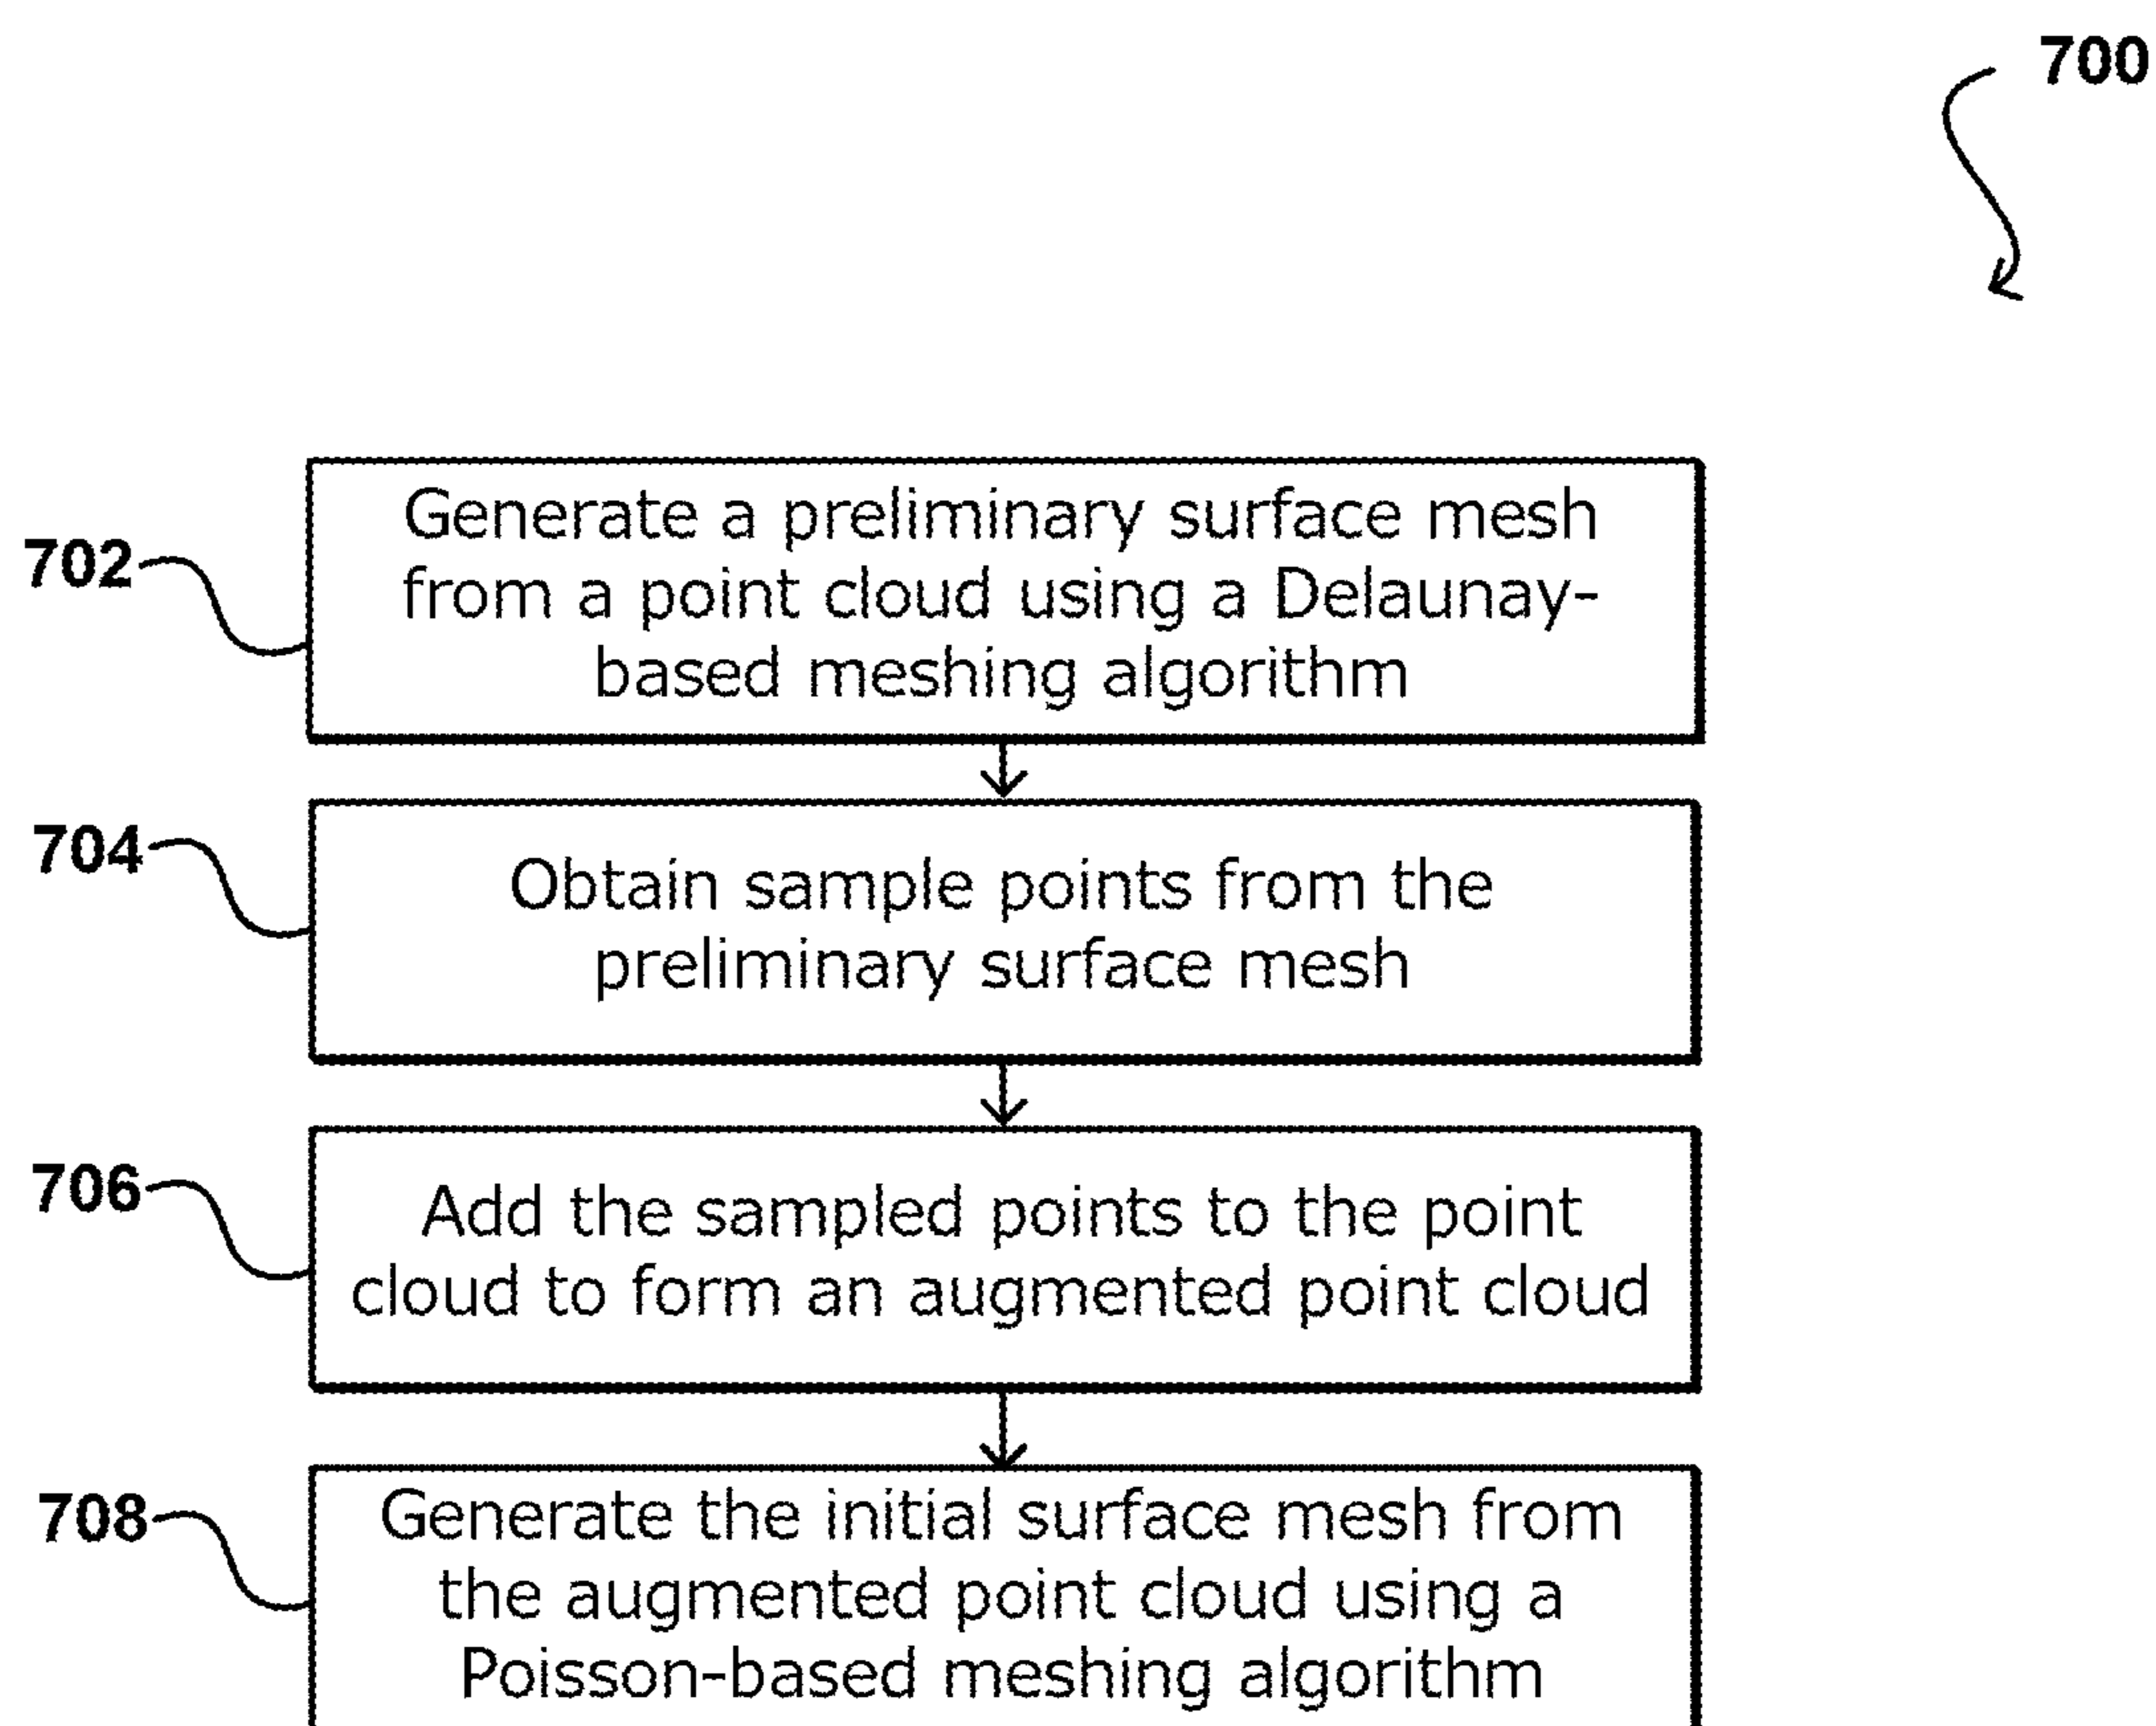 700
702
Generate a preliminary surface mesh
from a point cloud using a Delaunay-
based meshing algorithm
704
Obtain sample points from the
preliminary surface mesh
706
Add the sampled points to the point
cloud to form an augmented point cloud
708
Generate the initial surface mesh from
the augmented point cloud using a
Poisson-based meshing algorithm